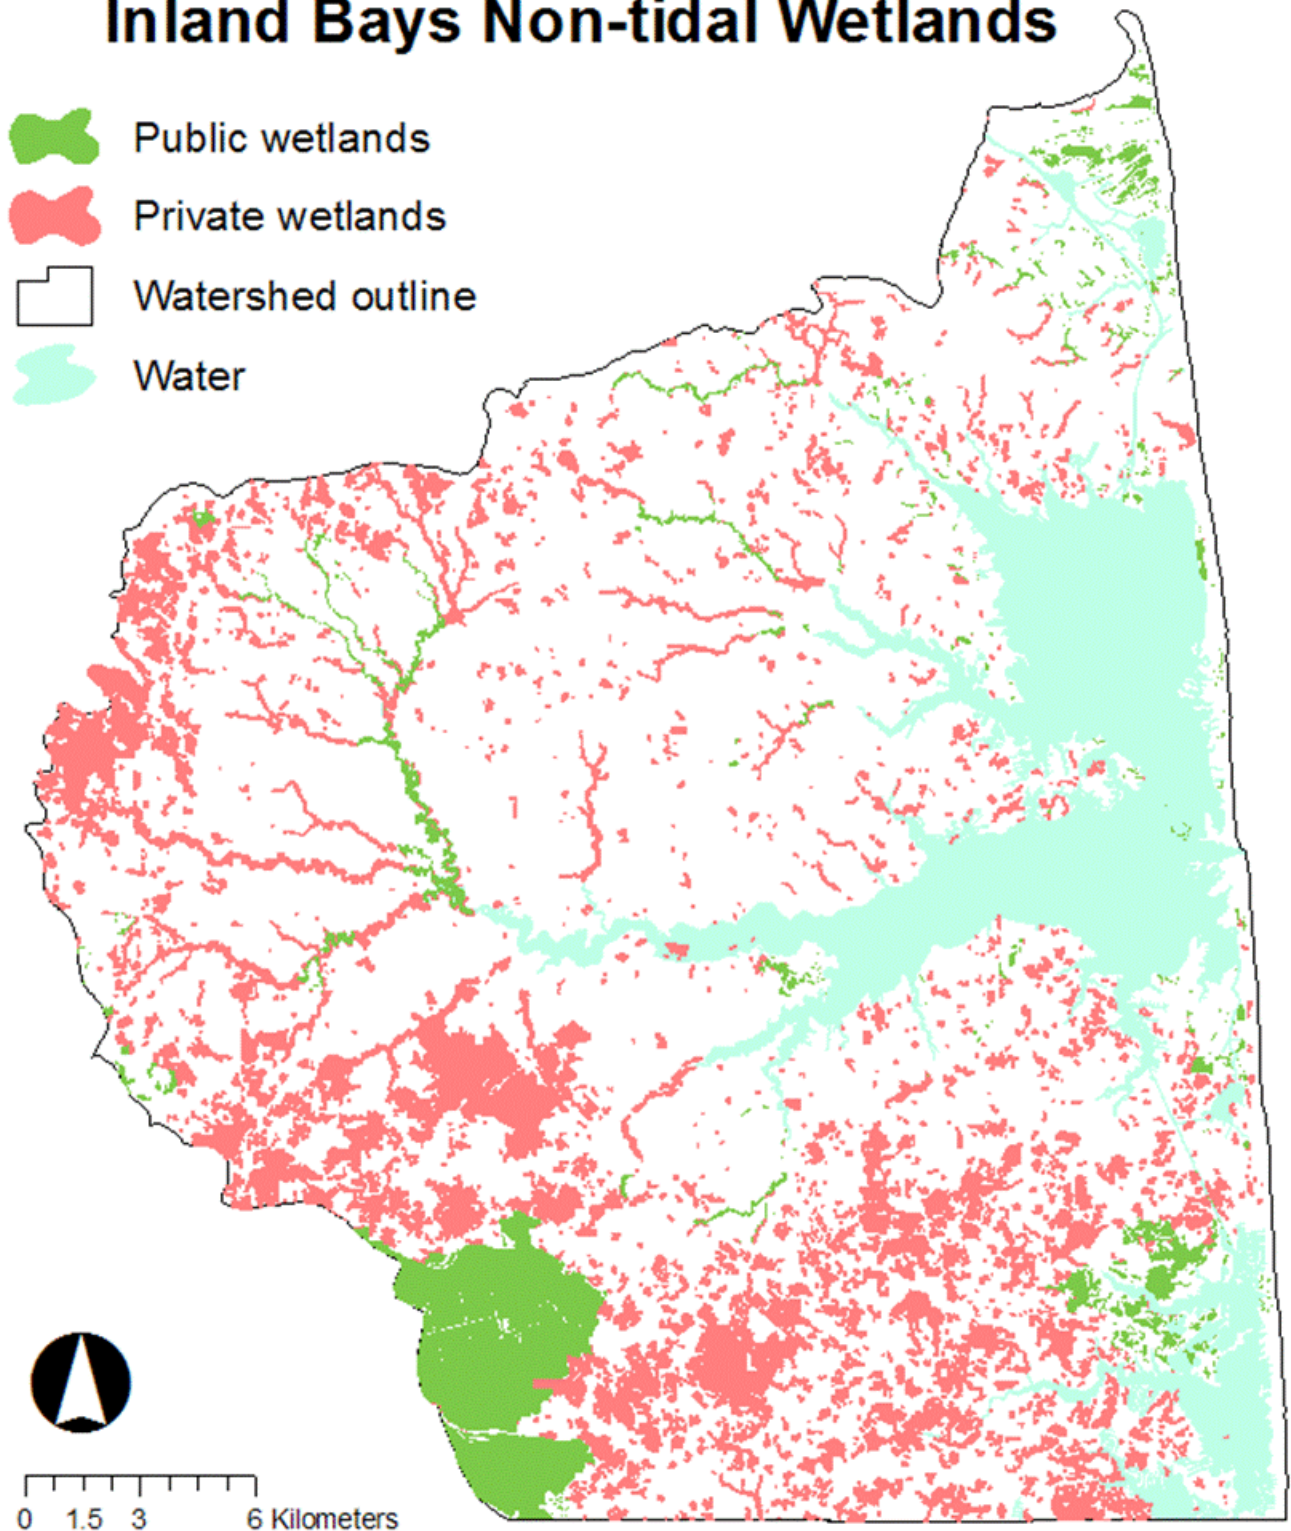 Inland Bays Non-tidal Wetlands
Public wetlands
Private wetlands
Watershed outline
Water
0 1.5 3 6 Kilometers